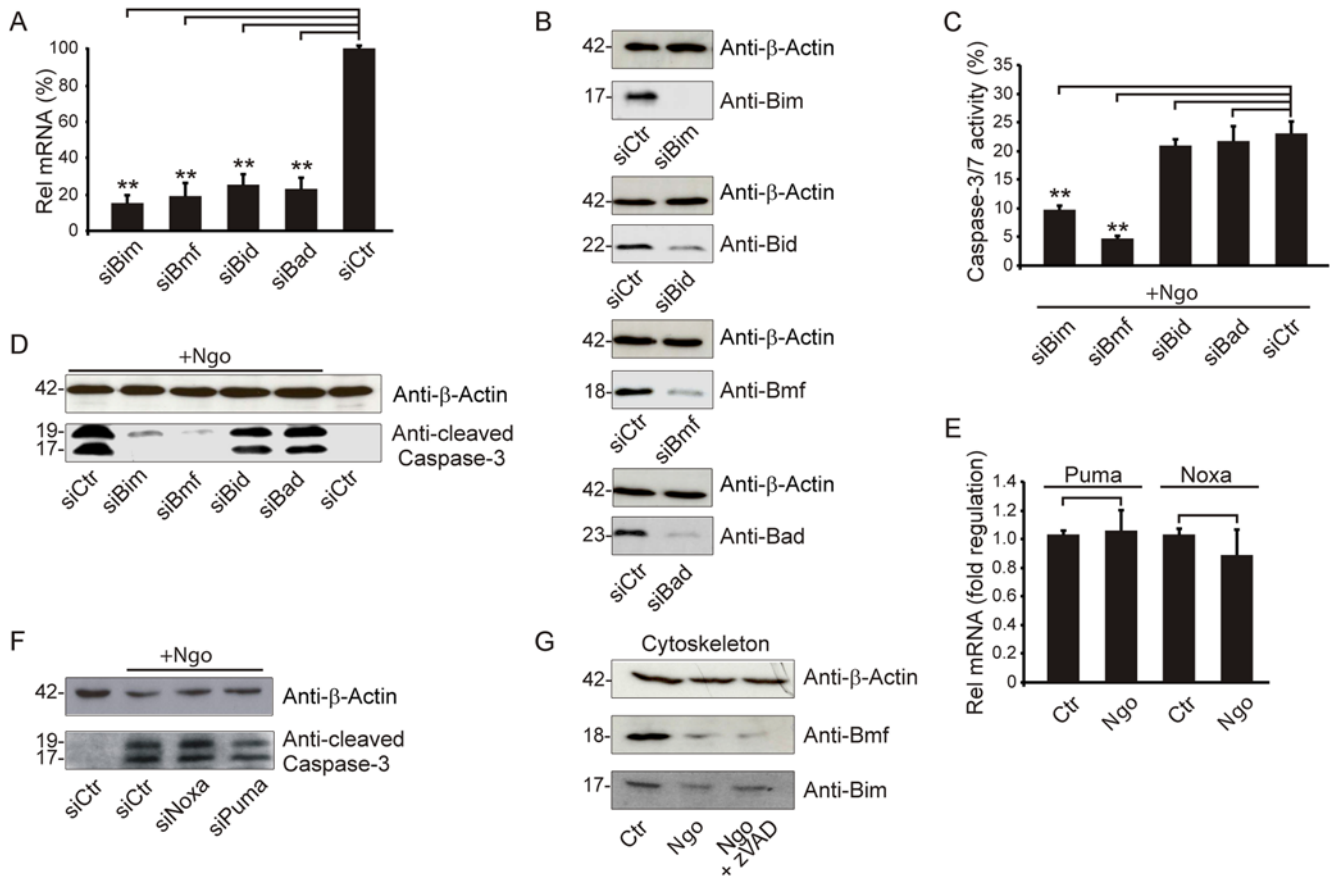 A
Rel mRNA (%)
100
80
60
40
20
0
** ** ** **
siBim siBmf siBid siBad siCtr
B
42- Anti-β-Actin
17- Anti-Bim
siCtr siBim
42- Anti-β-Actin
22- Anti-Bid
siCtr siBid
42- Anti-β-Actin
18- Anti-Bmf
siCtr siBmf
42- Anti-β-Actin
23- Anti-Bad
siCtr siBad
C
Caspase-3/7 activity (%)
35
30
25
20
15
10
5
0
** **
+Ngo
siBim siBmf siBid siBad siCtr
D
+Ngo
42- Anti-β-Actin
19- Anti-cleaved
17- Caspase-3
siCtr siBim siBmf siBid siBad siCtr
E
Rel mRNA (fold regulation)
Puma Noxa
1.4
1.2
1.0
0.8
0.6
0.4
0.2
0
Ctr Ngo Ctr Ngo
F
+Ngo
42- Anti-β-Actin
19- Anti-cleaved
17- Caspase-3
siCtr siCtr siNoxa siPuma
G
Cytoskeleton
42- Anti-β-Actin
18- Anti-Bmf
17- Anti-Bim
Ctr Ngo Ngo
+ zVAD